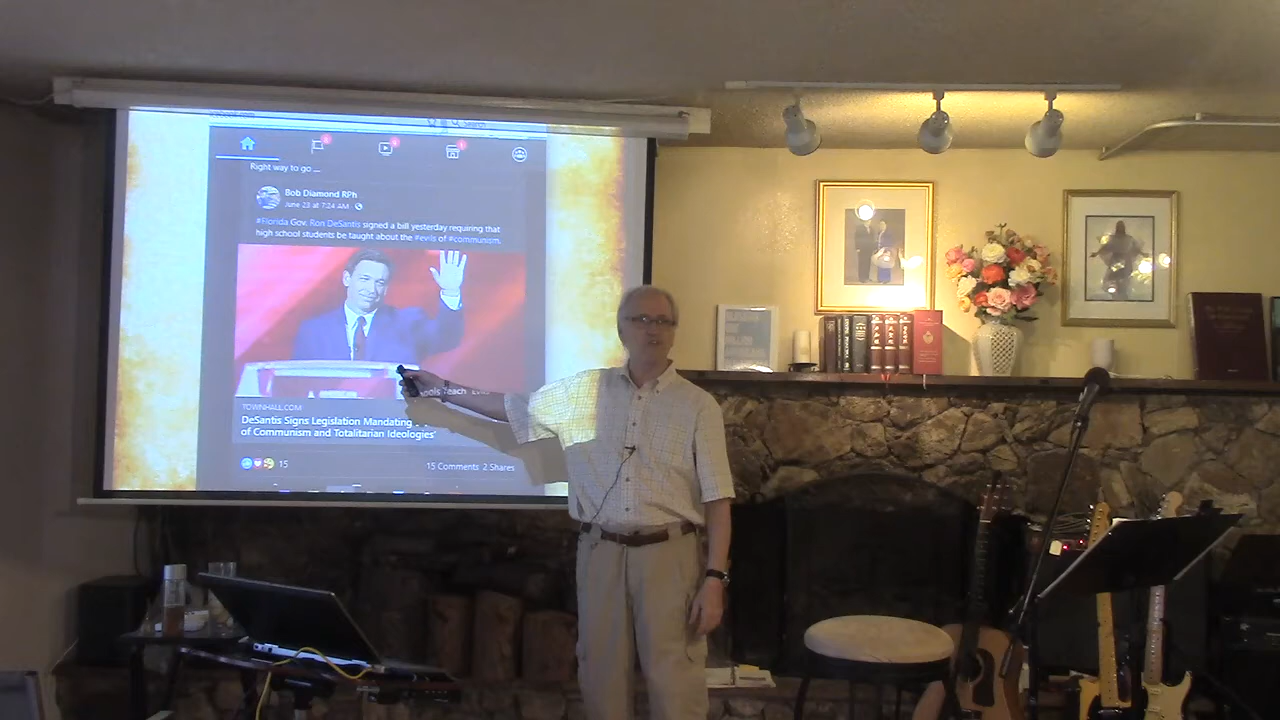 Search
Right way to go ...
Bob Diamond RPh
June 23 at 7:24 AM
#Florida Gov. Ron DeSantis signed a bill yesterday requiring that
high school students be taught about the #evils of #communism.
Teach
TOWNHALL.COM
DeSantis Signs Legislation Mandating
of Communism and Totalitarian Ideologies'
15
15 Comments 2 Shares